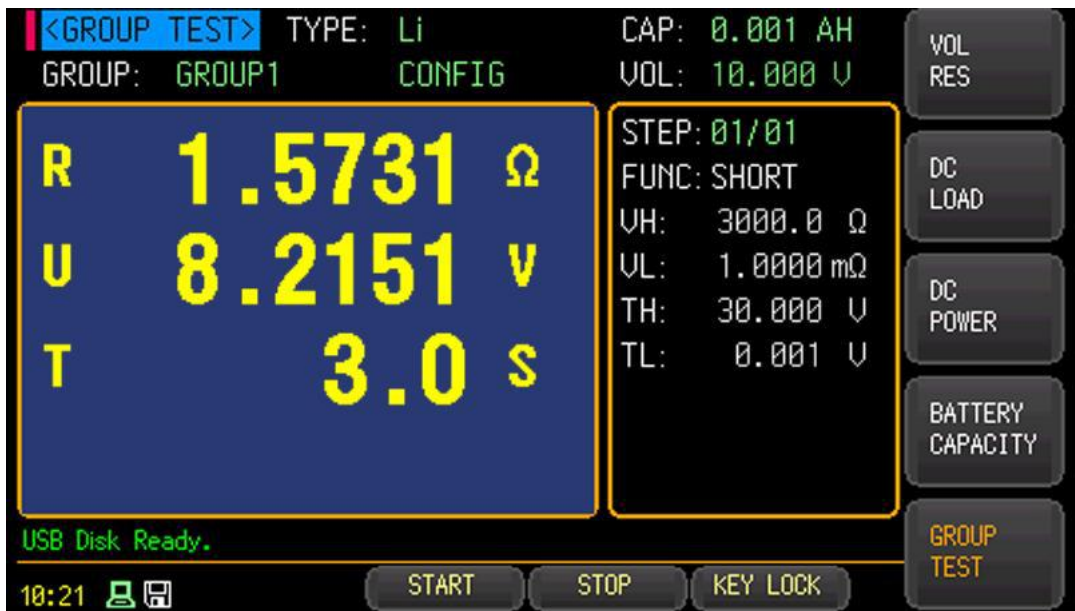 <GROUP TEST> TYPE: Li CAP: 0.001 AH
GROUP: GROUP1 CONFIG VOL: 10.000 V
R 1.5731 Ω
U 8.2151 V
T 3.0 S
STEP: 01/01
FUNC: SHORT
VH: 3000.0 Ω
VL: 1.0000 mΩ
TH: 30.000 V
TL: 0.001 V
VOL
RES
DC
LOAD
DC
POWER
BATTERY
CAPACITY
GROUP
TEST
USB Disk Ready.
10:21 START STOP KEY LOCK